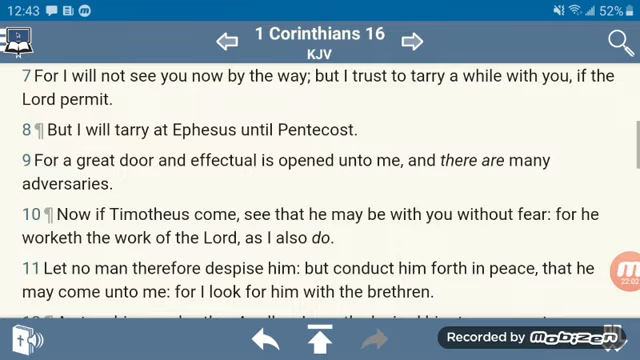 12:43
52%
1 Corinthians 16
KJV
7 For I will not see you now by the way; but I trust to tarry a while with you, if the
Lord permit.
8 ¶ But I will tarry at Ephesus until Pentecost.
9 For a great door and effectual is opened unto me, and there are many
adversaries.
10 ¶ Now if Timotheus come, see that he may be with you without fear: for he
worketh the work of the Lord, as I also do.
11 Let no man therefore despise him: but conduct him forth in peace, that he
may come unto me: for I look for him with the brethren.
22:02
Recorded by
mobizen